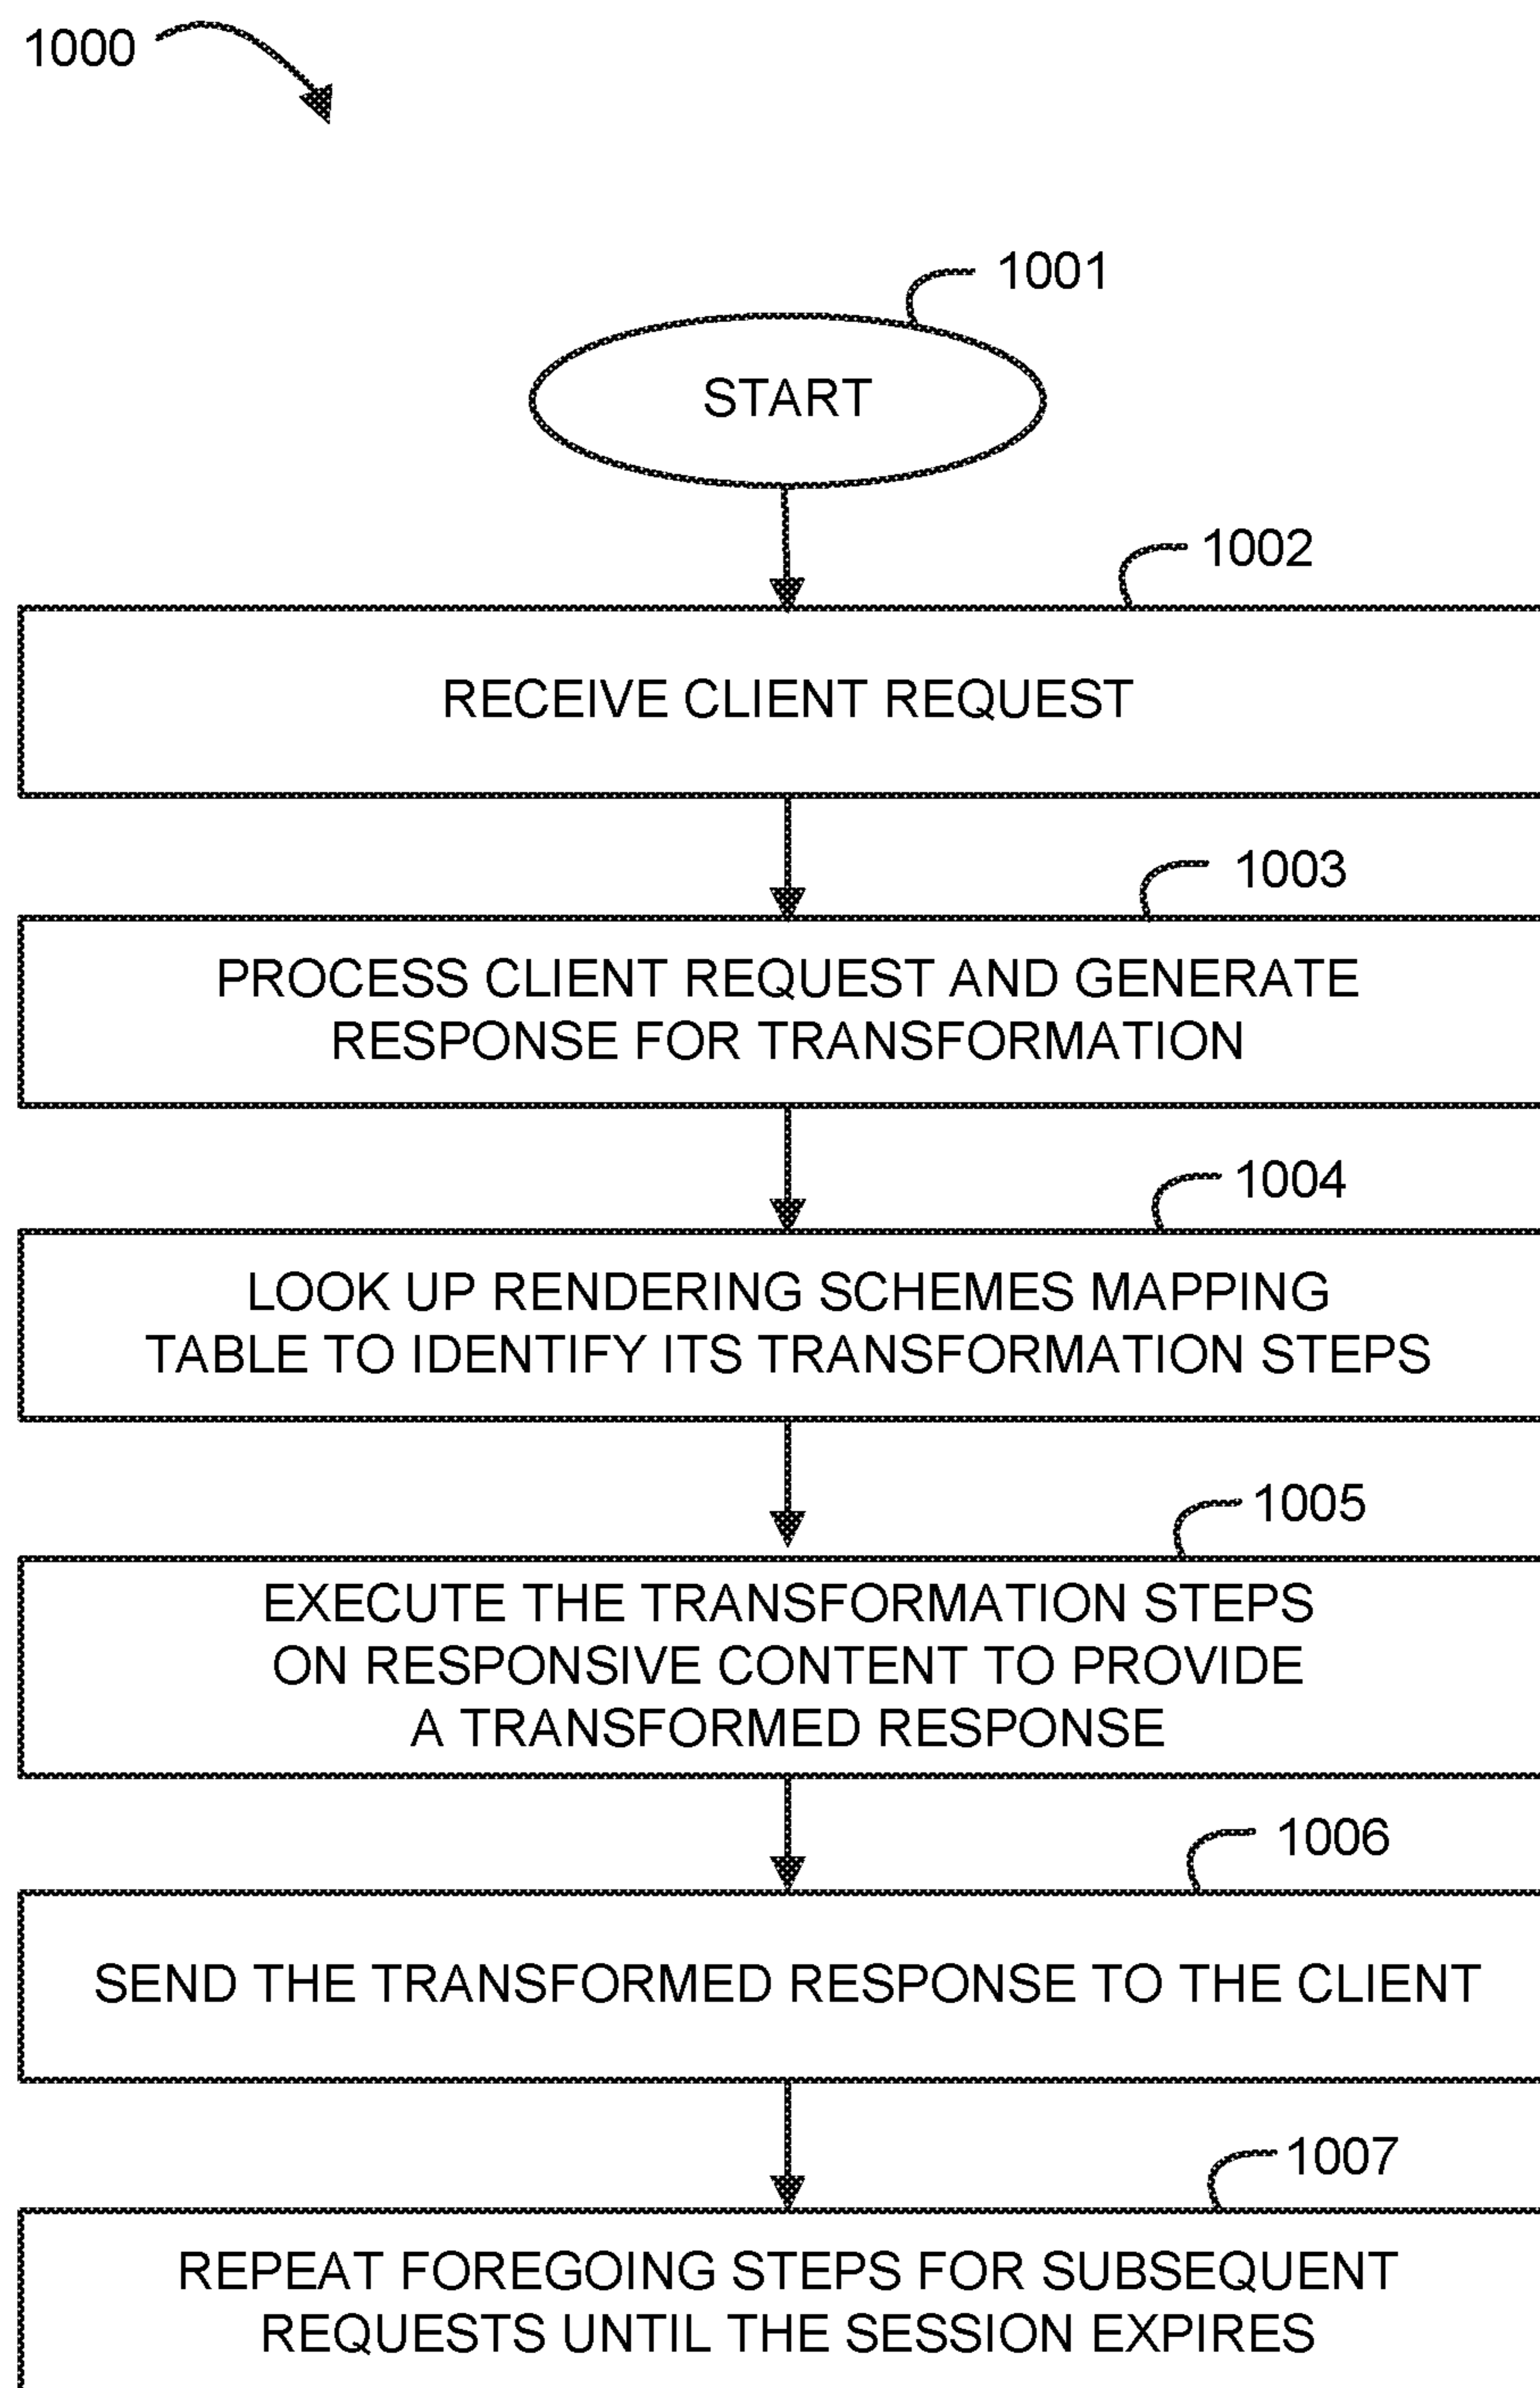 1000
1001
START
1002
RECEIVE CLIENT REQUEST
1003
PROCESS CLIENT REQUEST AND GENERATE
RESPONSE FOR TRANSFORMATION
1004
LOOK UP RENDERING SCHEMES MAPPING
TABLE TO IDENTIFY ITS TRANSFORMATION STEPS
1005
EXECUTE THE TRANSFORMATION STEPS
ON RESPONSIVE CONTENT TO PROVIDE
A TRANSFORMED RESPONSE
1006
SEND THE TRANSFORMED RESPONSE TO THE CLIENT
1007
REPEAT FOREGOING STEPS FOR SUBSEQUENT
REQUESTS UNTIL THE SESSION EXPIRES